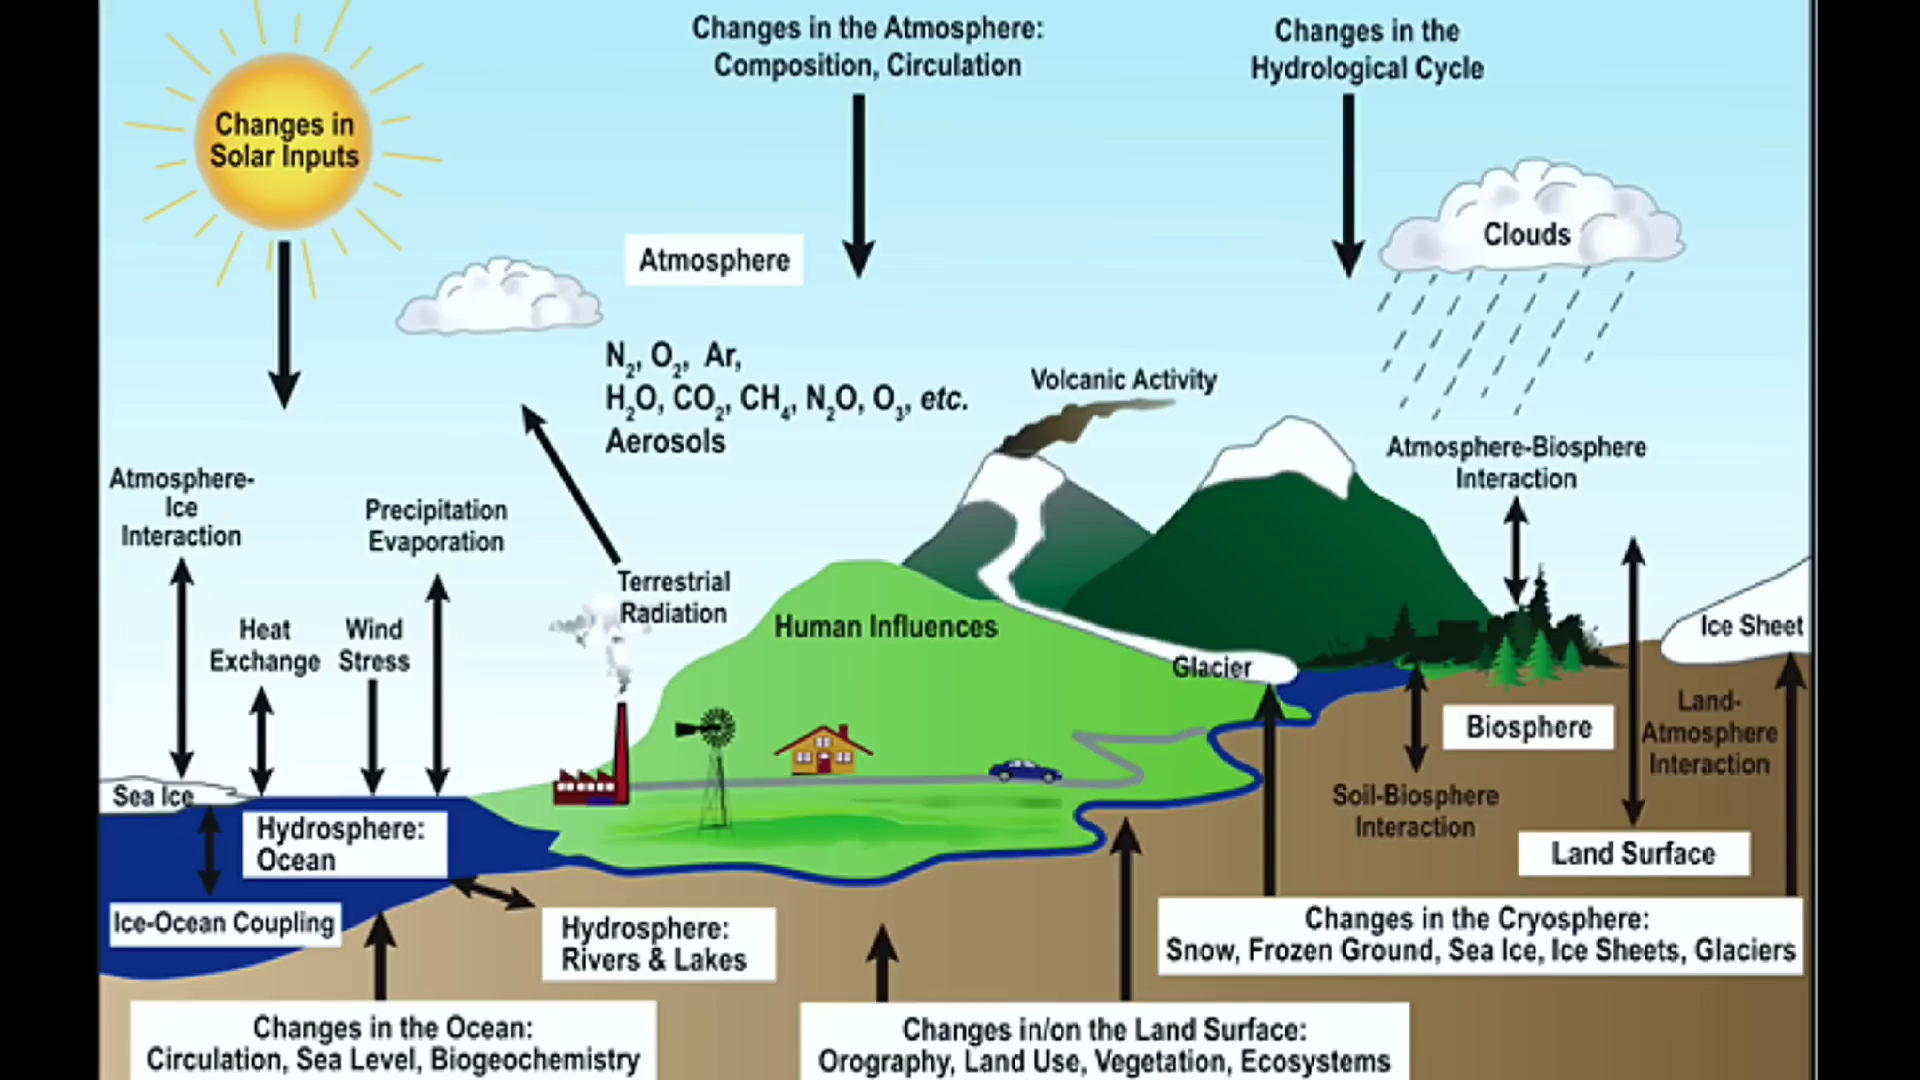 Changes in the Atmosphere:
Composition, Circulation
Changes in the
Hydrological Cycle
Changes in
Solar Inputs
Clouds
Atmosphere
N₂, O₂, Ar,
H₂O, CO₂, CH₄, N₂O, O₃, etc.
Aerosols
Volcanic Activity
Atmosphere-Biosphere
Interaction
Atmosphere-
Ice
Interaction
Precipitation
Evaporation
Terrestrial
Radiation
Heat
Exchange
Wind
Stress
Human Influences
Glacier
Ice Sheet
Biosphere
Land-
Atmosphere
Interaction
Soil-Biosphere
Interaction
Land Surface
Sea Ice
Hydrosphere:
Ocean
Ice-Ocean Coupling
Hydrosphere:
Rivers & Lakes
Changes in the Cryosphere:
Snow, Frozen Ground, Sea Ice, Ice Sheets, Glaciers
Changes in the Ocean:
Circulation, Sea Level, Biogeochemistry
Changes in/on the Land Surface:
Orography, Land Use, Vegetation, Ecosystems